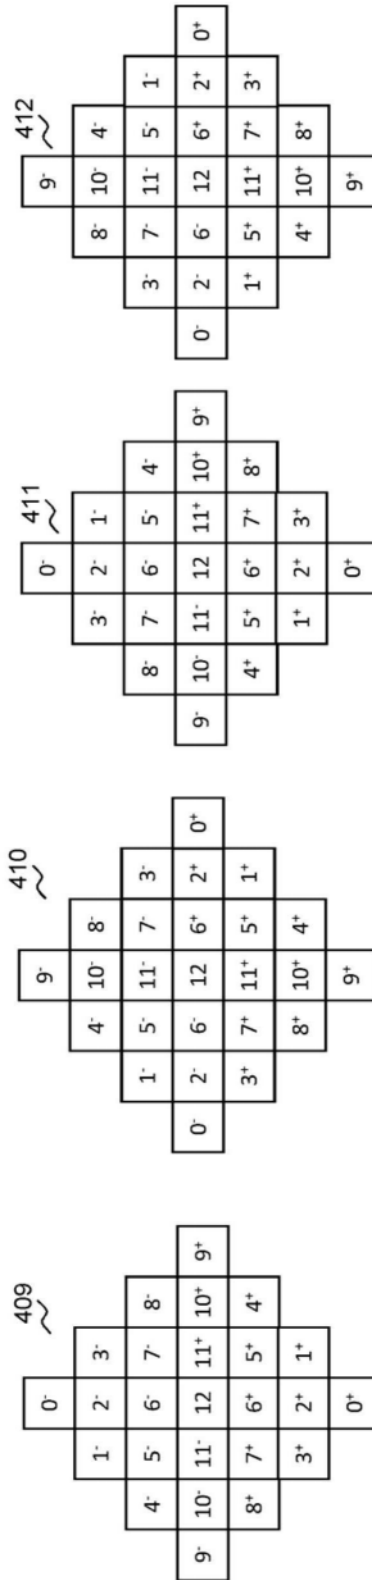 409
0⁻
1⁻ 2⁻ 3⁻
4⁻ 5⁻ 6⁻ 7⁻ 8⁻
9⁻ 10⁻ 11⁻ 12 11⁺ 10⁺ 9⁺
8⁺ 7⁺ 6⁺ 5⁺ 4⁺
3⁺ 2⁺ 1⁺
0⁺
410
9⁻
4⁻ 10⁻ 8⁻
1⁻ 5⁻ 11⁻ 7⁻ 3⁻
0⁻ 2⁻ 6⁻ 12 6⁺ 2⁺ 0⁺
3⁺ 7⁺ 11⁺ 5⁺ 1⁺
8⁺ 10⁺ 4⁺
9⁺
411
0⁻
3⁻ 2⁻ 1⁻
8⁻ 7⁻ 6⁻ 5⁻ 4⁻
9⁻ 10⁻ 11⁻ 12 11⁺ 10⁺ 9⁺
4⁺ 5⁺ 6⁺ 7⁺ 8⁺
1⁺ 2⁺ 3⁺
0⁺
412
9⁻
8⁻ 10⁻ 4⁻
3⁻ 7⁻ 11⁻ 5⁻ 1⁻
0⁻ 2⁻ 6⁻ 12 6⁺ 2⁺ 0⁺
1⁺ 5⁺ 11⁺ 7⁺ 3⁺
4⁺ 10⁺ 8⁺
9⁺